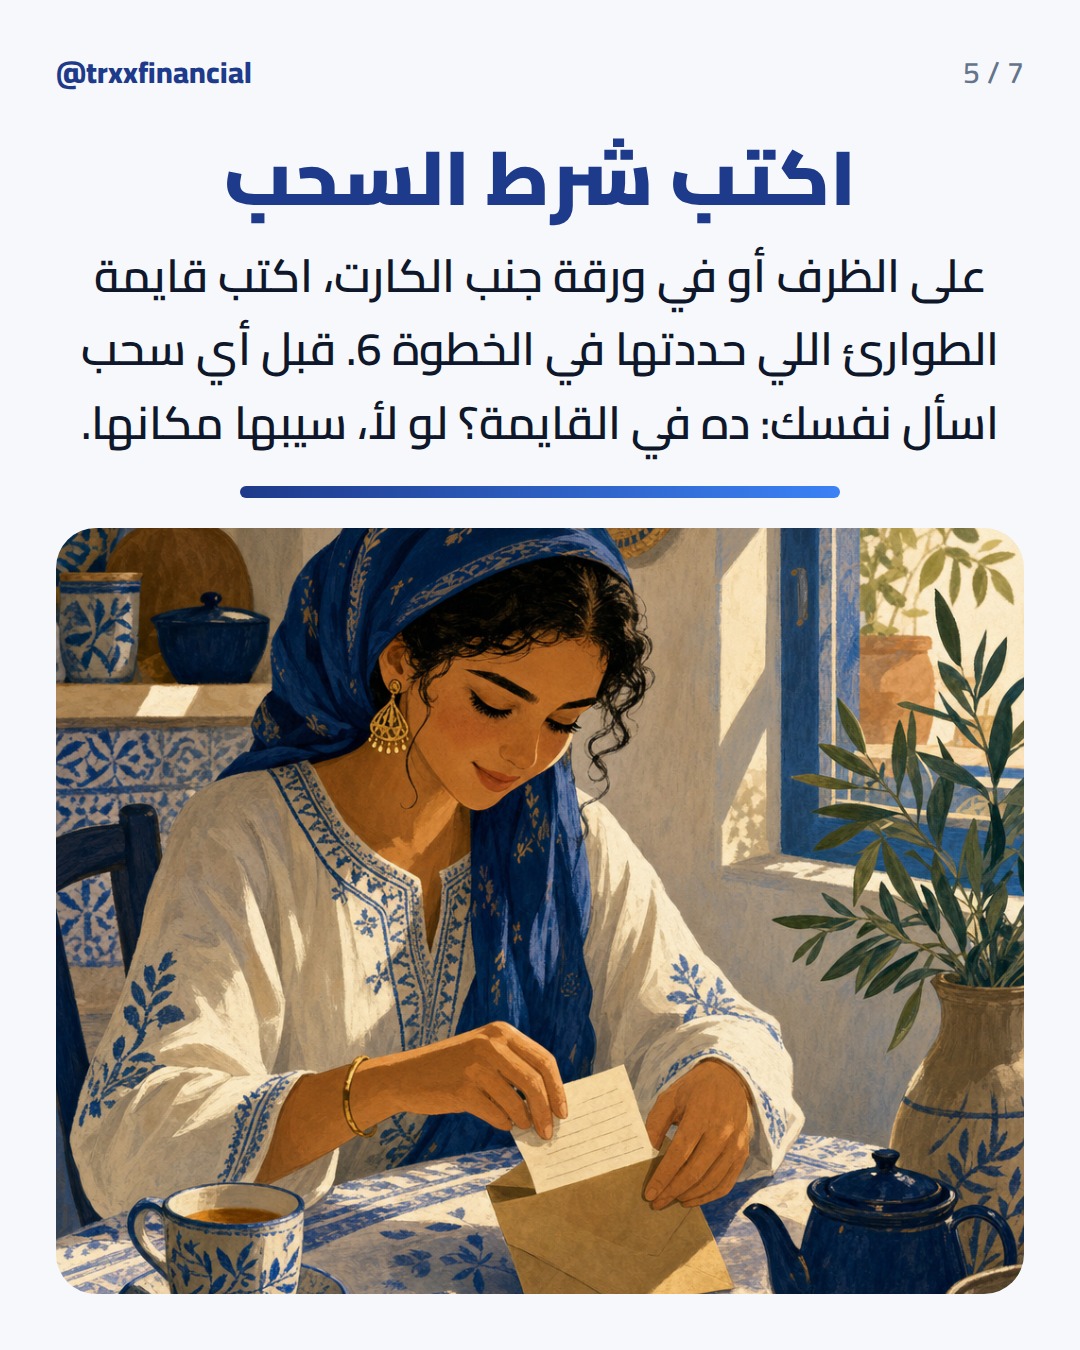 @trxxfinancial
5 / 7
اكتب شرط السحب
على الظرف أو في ورقة جنب الكارت، اكتب قايمة
الطوارئ اللي حددتها في الخطوة 6. قبل أي سحب
اسأل نفسك: ده في القايمة؟ لو لأ، سيبها مكانها.